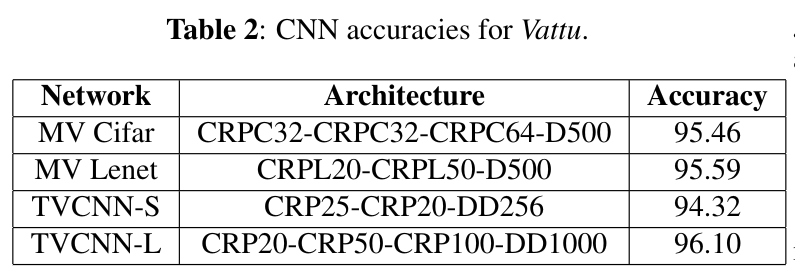 Table 2: CNN accuracies for Vattu.
Network Architecture Accuracy
MV Cifar CRPC32-CRPC32-CRPC64-D500 95.46
MV Lenet CRPL20-CRPL50-D500 95.59
TVCNN-S CRP25-CRP20-DD256 94.32
TVCNN-L CRP20-CRP50-CRP100-DD1000 96.10